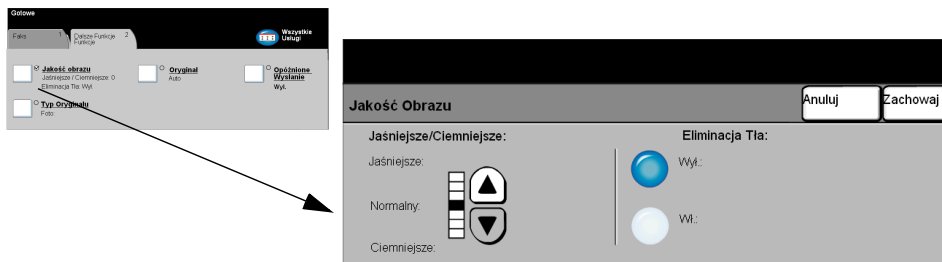 Gotowe
Faks 1
Dalsze Funkcje 2
Funkcje
Wszystkie
Usługi
Jakość obrazu
Jaśniejsze / Ciemniejsze: 0
Eliminacja Tła: Wył.
Oryginał
Auto
Opóźnione
Wysłanie
Wył.
Typ Oryginału
Foto:
Jakość Obrazu
Anuluj
Zachowaj
Jaśniejsze/Ciemniejsze:
Jaśniejsze:
Normalny:
Ciemniejsze:
Eliminacja Tła:
Wył.:
Wł.: